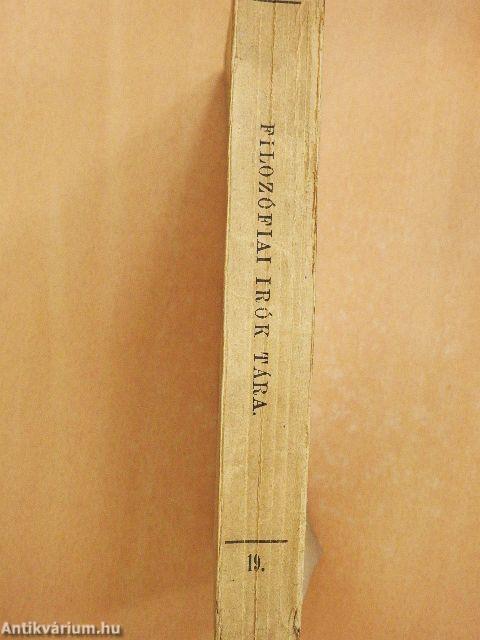 FILOZÓFIAI IRÓK TÁRA.
19.
Antikvárium.hu